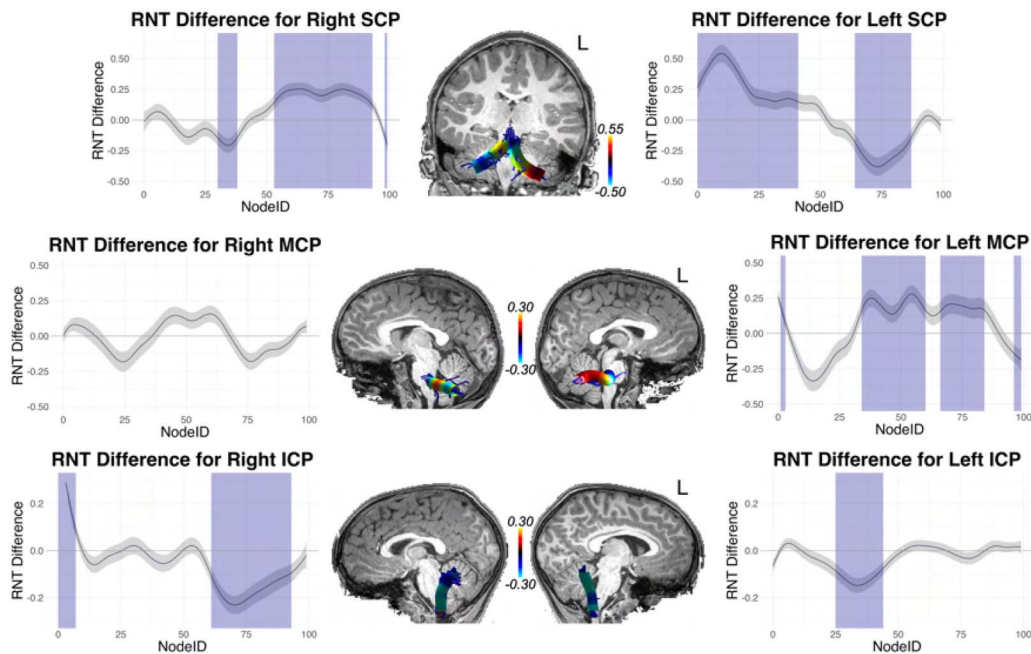 RNT Difference for Right SCP
RNT Difference
0.50
0.25
0.00
-0.25
-0.50
0
25
50
75
100
NodeID
L
0.55
-0.50
RNT Difference for Left SCP
RNT Difference
0.50
0.25
0.00
-0.25
-0.50
0
25
50
75
100
NodeID
RNT Difference for Right MCP
RNT Difference
0.50
0.25
0.00
-0.25
-0.50
0
25
50
75
100
NodeID
L
0.30
-0.30
RNT Difference for Left MCP
RNT Difference
0.50
0.25
0.00
-0.25
-0.50
0
25
50
75
100
NodeID
RNT Difference for Right ICP
RNT Difference
0.2
0.0
-0.2
0
25
50
75
100
NodeID
L
0.30
-0.30
RNT Difference for Left ICP
RNT Difference
0.2
0.0
-0.2
0
25
50
75
100
NodeID